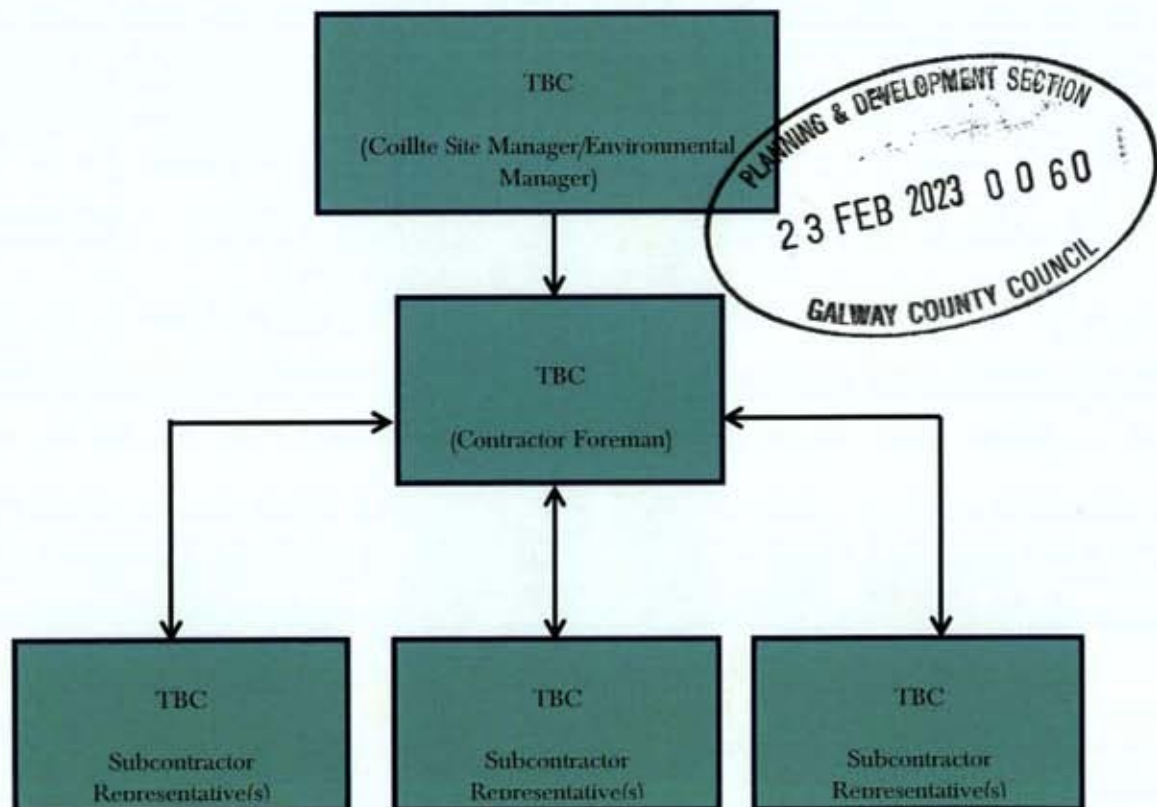 TBC
(Coillte Site Manager/Environmental
Manager)
PLANNING & DEVELOPMENT SECTION
23 FEB 2023 0060
GALWAY COUNTY COUNCIL
TBC
(Contractor Foreman)
TBC
Subcontractor
Representative(s)
TBC
Subcontractor
Representative(s)
TBC
Subcontractor
Representative(s)